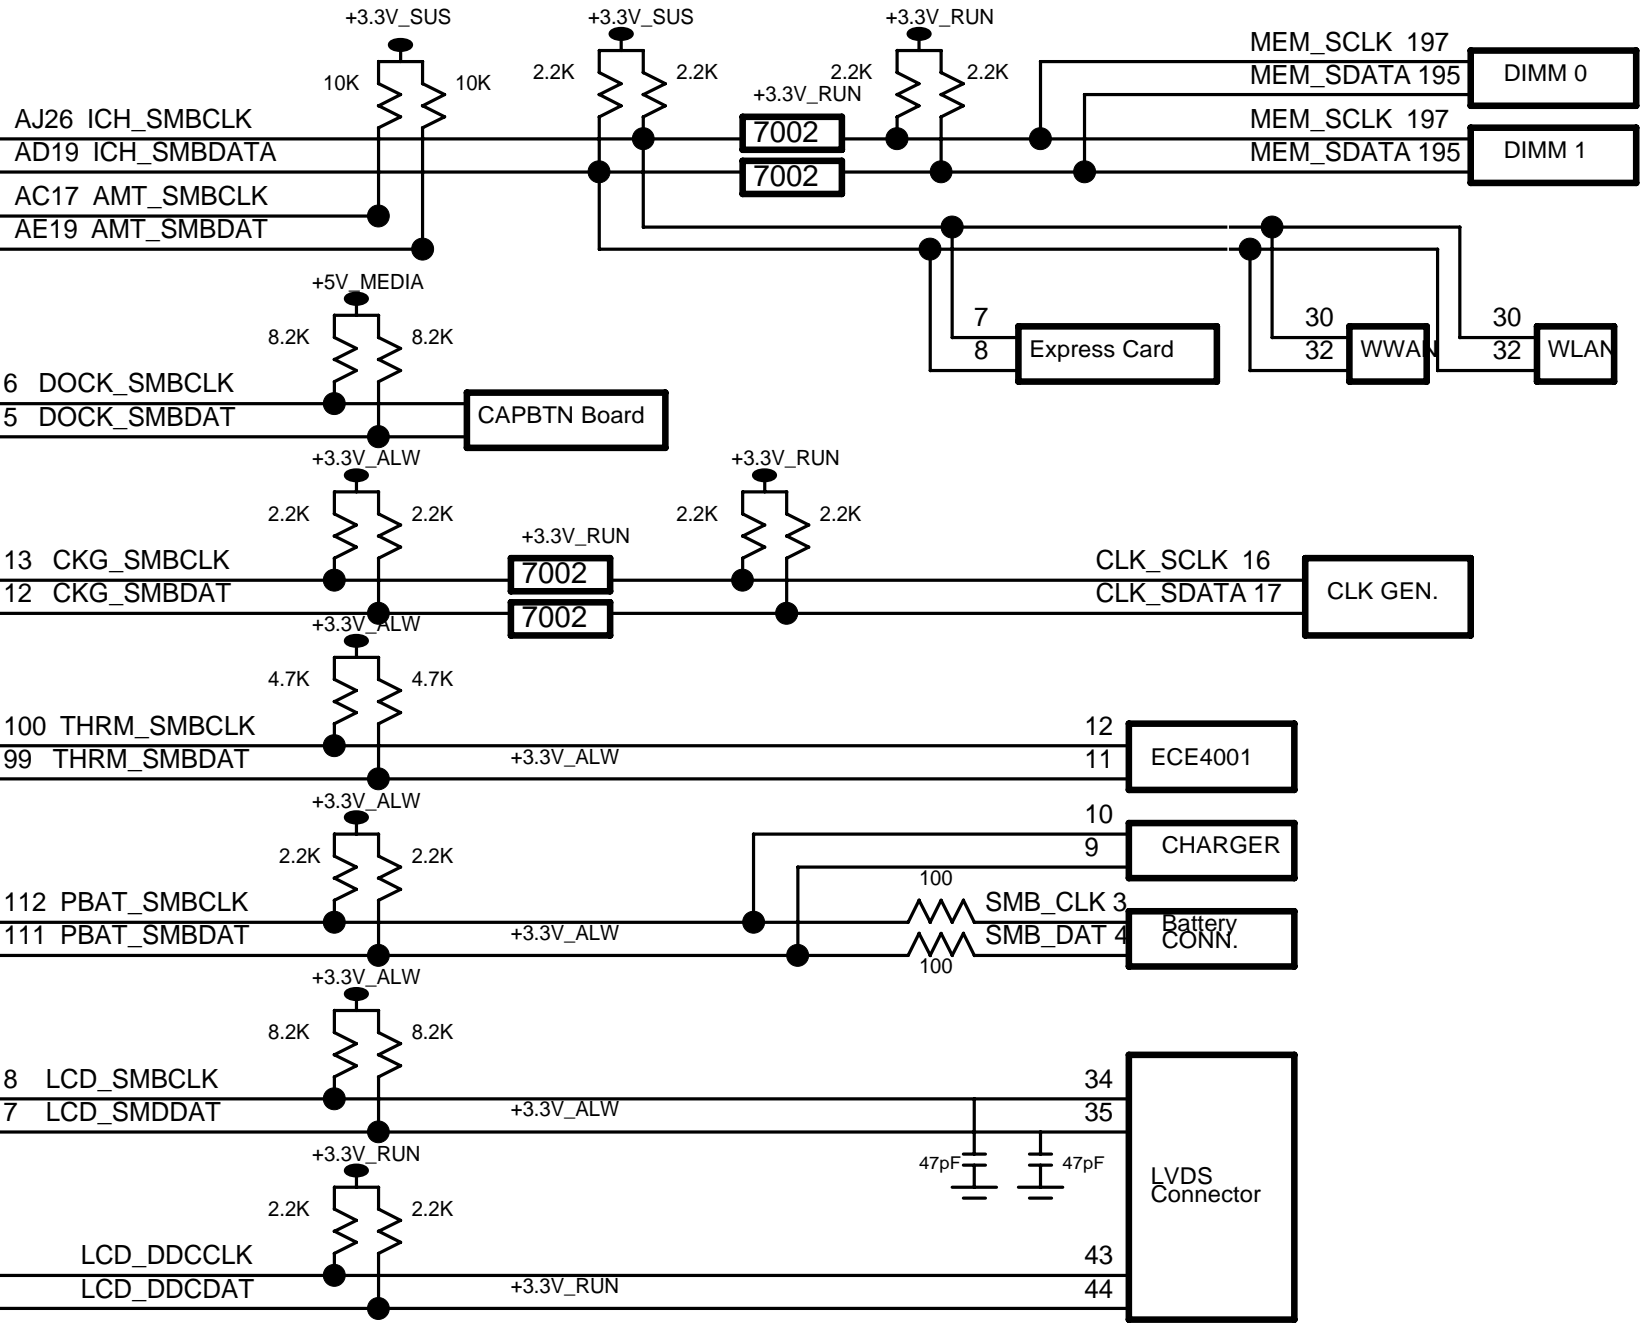 +3.3V_SUS +3.3V_SUS +3.3V_RUN
MEM_SCLK 197
10K 10K 2.2K 2.2K 2.2K 2.2K
MEM_SDATA 195 DIMM 0
+3.3V_RUN
AJ26 ICH_SMBCLK 7002 MEM_SCLK 197
AD19 ICH_SMBDATA 7002 MEM_SDATA 195 DIMM 1
AC17 AMT_SMBCLK
AE19 AMT_SMBDAT
+5V_MEDIA
8.2K 8.2K 7 30 30
8 Express Card 32 WWAN 32 WLAN
6 DOCK_SMBCLK
5 DOCK_SMBDAT CAPBTN Board
+3.3V_ALW +3.3V_RUN
2.2K 2.2K 2.2K 2.2K
+3.3V_RUN
13 CKG_SMBCLK 7002 CLK_SCLK 16
12 CKG_SMBDAT 7002 CLK_SDATA 17 CLK GEN.
+3.3V_ALW
4.7K 4.7K
100 THRM_SMBCLK 12
99 THRM_SMBDAT +3.3V_ALW 11 ECE4001
+3.3V_ALW
10
2.2K 2.2K 9 CHARGER
100
112 PBAT_SMBCLK SMB_CLK 3
111 PBAT_SMBDAT +3.3V_ALW SMB_DAT 4 Battery
CONN.
100
+3.3V_ALW
8.2K 8.2K
8 LCD_SMBCLK 34
7 LCD_SMDDAT +3.3V_ALW 35
+3.3V_RUN
47pF 47pF
LVDS
Connector
2.2K 2.2K
LCD_DDCCLK 43
LCD_DDCDAT +3.3V_RUN 44